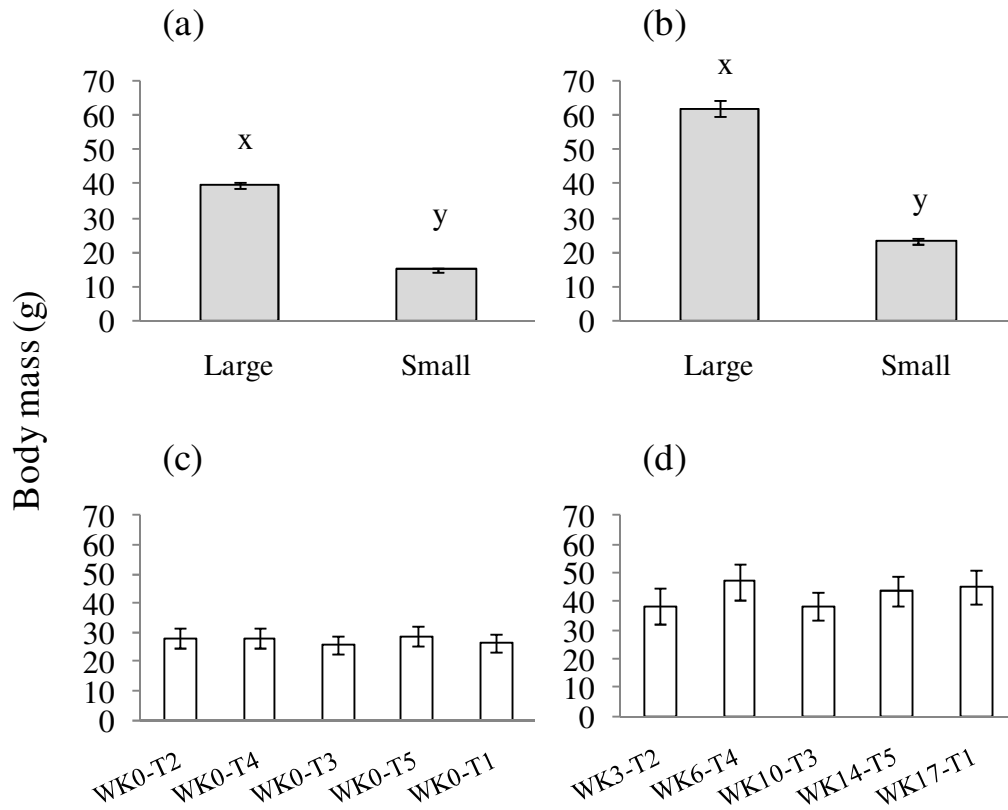 (a)
70
60
50
40
30
20
10
0
x
y
Large Small
(b)
70
60
50
40
30
20
10
0
x
y
Large Small
Body mass (g)
(c)
70
60
50
40
30
20
10
0
WK0-T2 WK0-T4 WK0-T3 WK0-T5 WK0-T1
(d)
70
60
50
40
30
20
10
0
WK3-T2 WK6-T4 WK10-T3 WK14-T5 WK17-T1